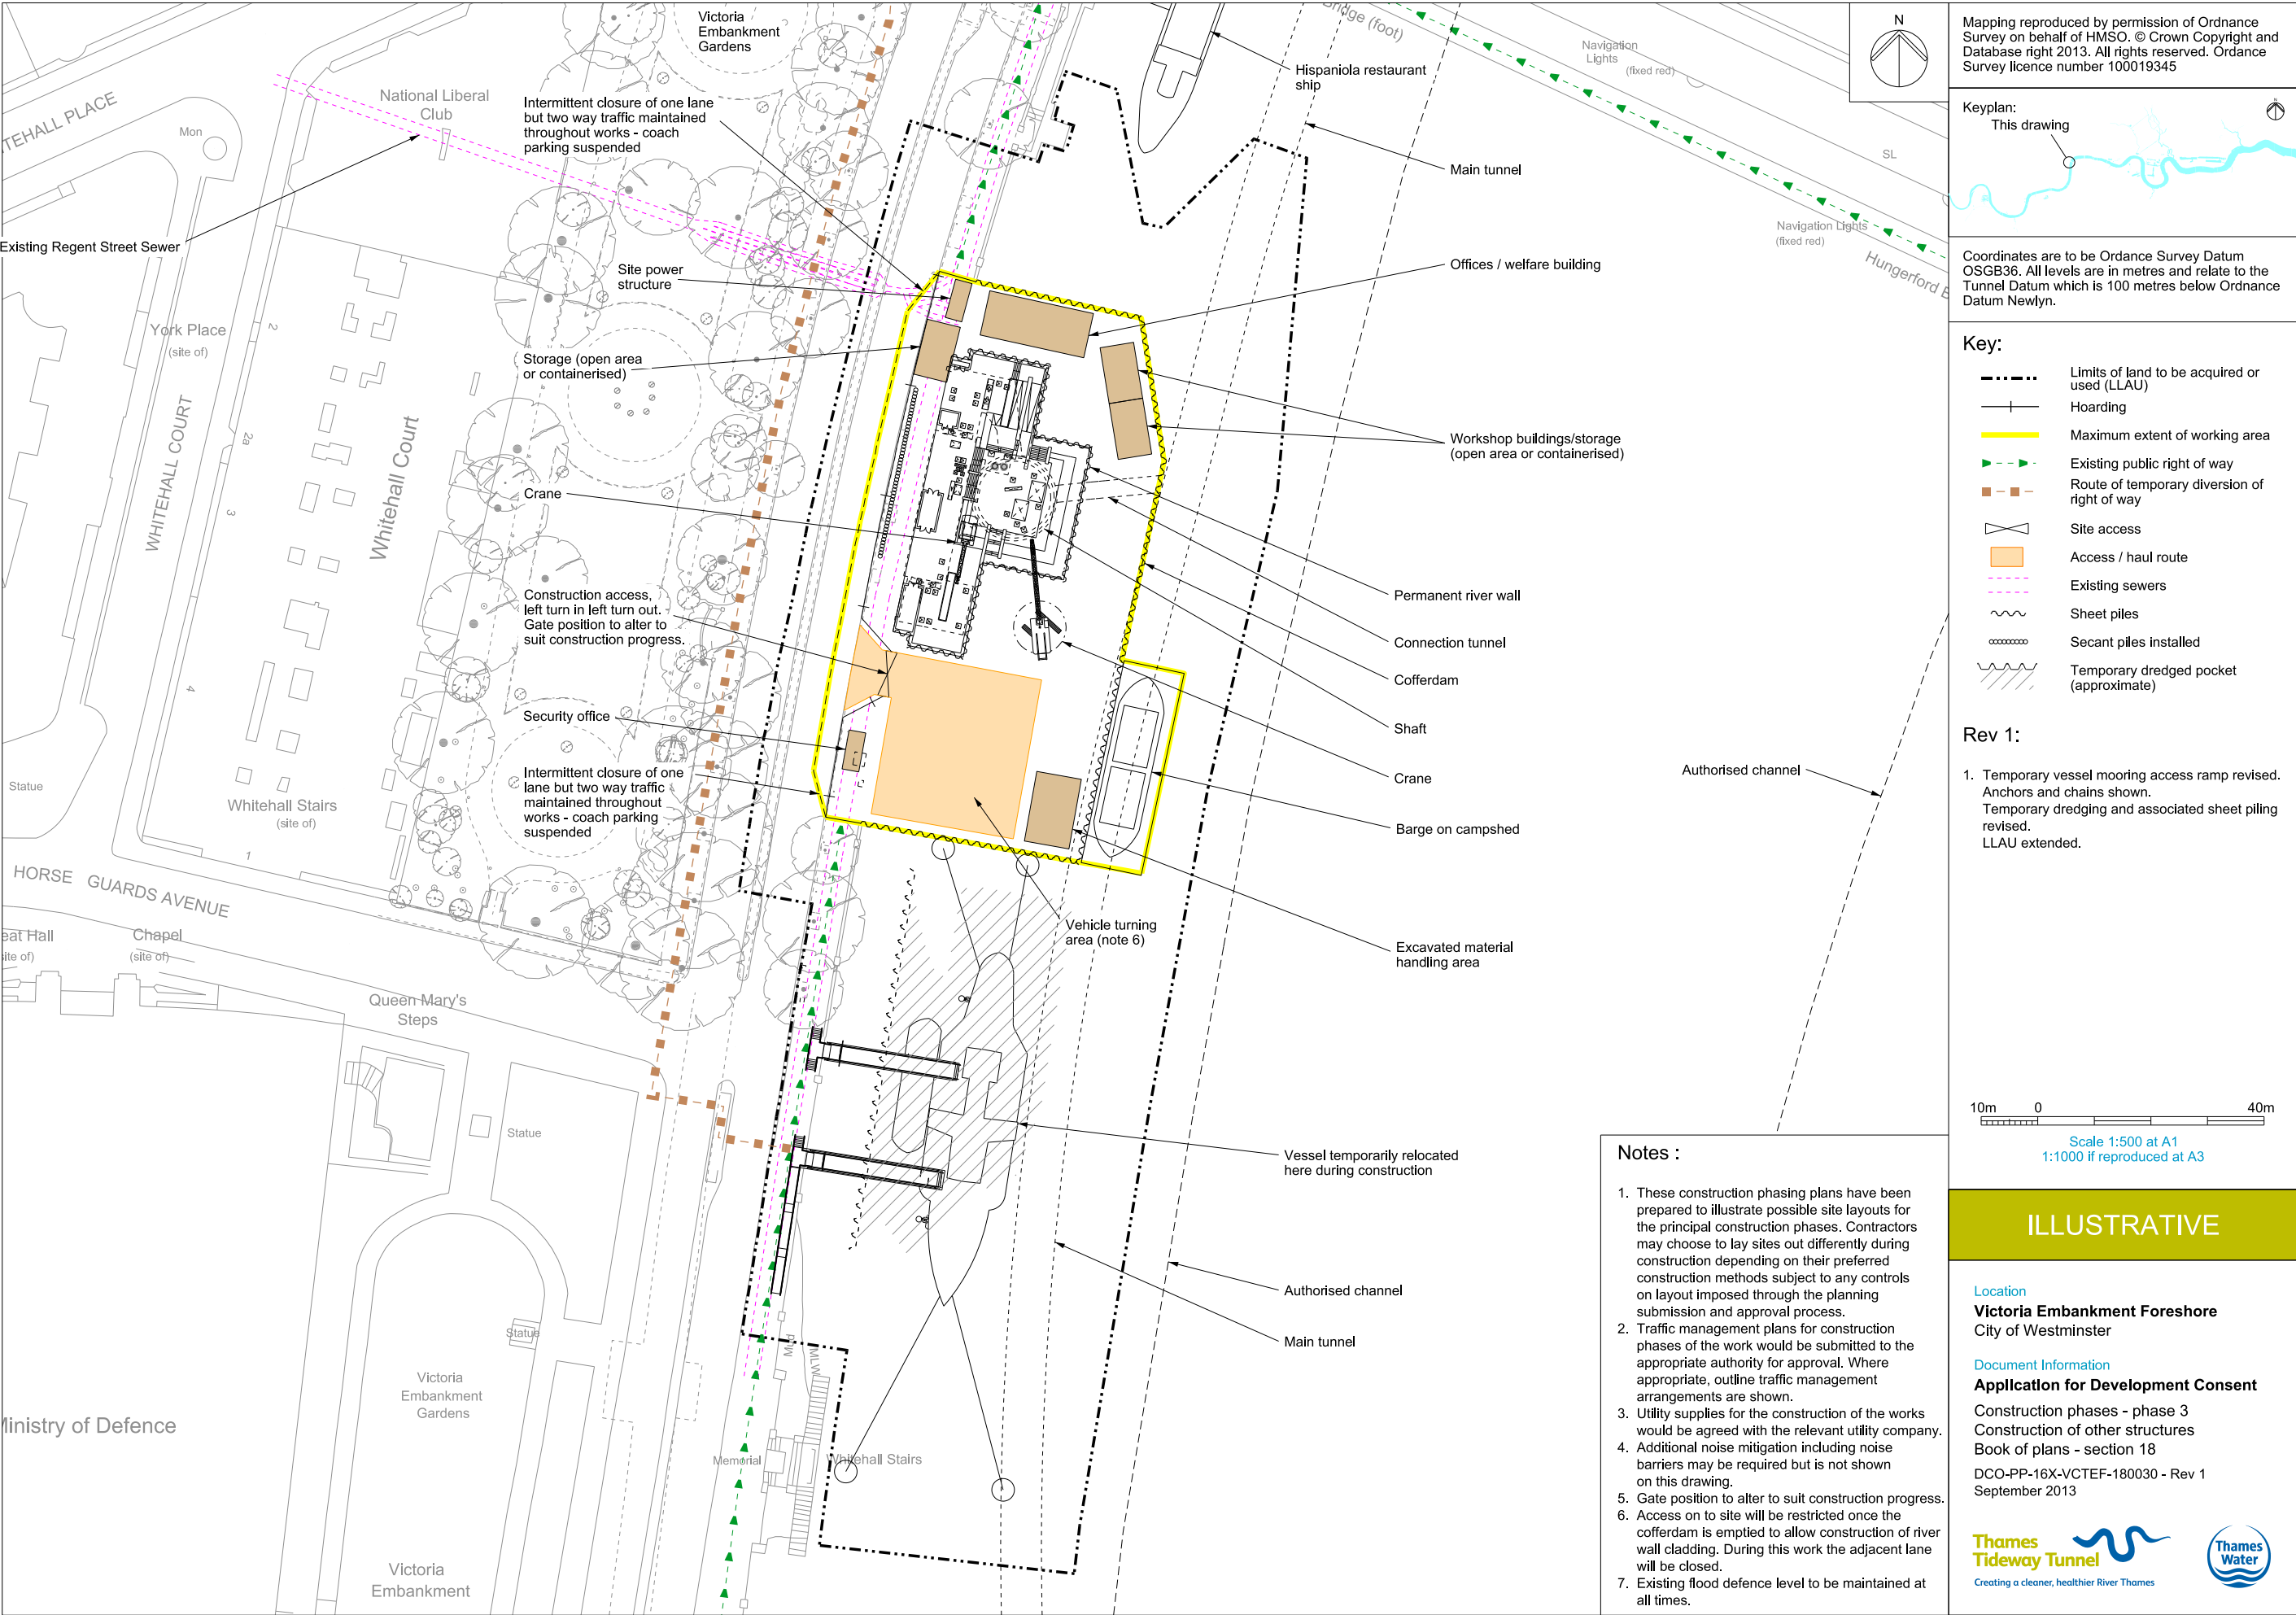 Victoria
Embankment
Gardens
Bridge (foot)
Navigation
Lights
(fixed red)
N
Hispaniola restaurant
ship
National Liberal
Club
Intermittent closure of one lane
but two way traffic maintained
throughout works - coach
parking suspended
Mon
Main tunnel
SL
Existing Regent Street Sewer
Navigation Lights
(fixed red)
Hungerford B
Site power
structure
Offices / welfare building
York Place
(site of)
2
Storage (open area
or containerised)
WHITEHALL COURT
2a
3
4
1
Whitehall Court
Workshop buildings/storage
(open area or containerised)
Crane
Construction access,
left turn in left turn out.
Gate position to alter to
suit construction progress.
Permanent river wall
Connection tunnel
Cofferdam
Shaft
Crane
Security office
Intermittent closure of one
lane but two way traffic
maintained throughout
works - coach parking
suspended
Authorised channel
Barge on campshed
Statue
Whitehall Stairs
(site of)
HORSE GUARDS AVENUE
Chapel
(site of)
Vehicle turning
area (note 6)
Excavated material
handling area
Queen Mary's
Steps
Statue
Vessel temporarily relocated
here during construction
Authorised channel
Main tunnel
Statue
MLW
Victoria
Embankment
Gardens
Memorial
Whitehall Stairs
Ministry of Defence
Victoria
Embankment
Notes :
1. These construction phasing plans have been
prepared to illustrate possible site layouts for
the principal construction phases. Contractors
may choose to lay sites out differently during
construction depending on their preferred
construction methods subject to any controls
on layout imposed through the planning
submission and approval process.
2. Traffic management plans for construction
phases of the work would be submitted to the
appropriate authority for approval. Where
appropriate, outline traffic management
arrangements are shown.
3. Utility supplies for the construction of the works
would be agreed with the relevant utility company.
4. Additional noise mitigation including noise
barriers may be required but is not shown
on this drawing.
5. Gate position to alter to suit construction progress.
6. Access on to site will be restricted once the
cofferdam is emptied to allow construction of river
wall cladding. During this work the adjacent lane
will be closed.
7. Existing flood defence level to be maintained at
all times.
Mapping reproduced by permission of Ordnance
Survey on behalf of HMSO. © Crown Copyright and
Database right 2013. All rights reserved. Ordance
Survey licence number 100019345
Keyplan:
This drawing
N
Coordinates are to be Ordance Survey Datum
OSGB36. All levels are in metres and relate to the
Tunnel Datum which is 100 metres below Ordnance
Datum Newlyn.
Key:
Limits of land to be acquired or
used (LLAU)
Hoarding
Maximum extent of working area
Existing public right of way
Route of temporary diversion of
right of way
Site access
Access / haul route
Existing sewers
Sheet piles
Secant piles installed
Temporary dredged pocket
(approximate)
Rev 1:
1. Temporary vessel mooring access ramp revised.
Anchors and chains shown.
Temporary dredging and associated sheet piling
revised.
LLAU extended.
10m 0 40m
Scale 1:500 at A1
1:1000 if reproduced at A3
ILLUSTRATIVE
Location
Victoria Embankment Foreshore
City of Westminster
Document Information
Application for Development Consent
Construction phases - phase 3
Construction of other structures
Book of plans - section 18
DCO-PP-16X-VCTEF-180030 - Rev 1
September 2013
Thames
Tideway Tunnel
Creating a cleaner, healthier River Thames
Thames
Water